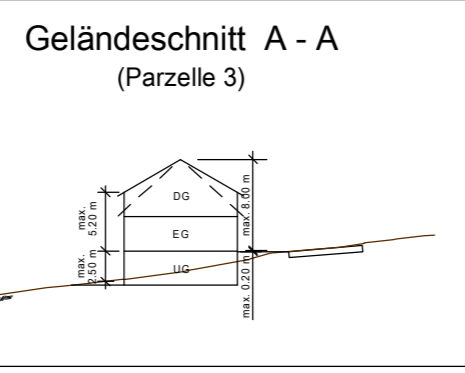 Geländeschnitt A - A
(Parzelle 3)
DG
EG
UG
max.
5.20 m
max.
2.50 m
max. 8.00 m
max. 0.20 m